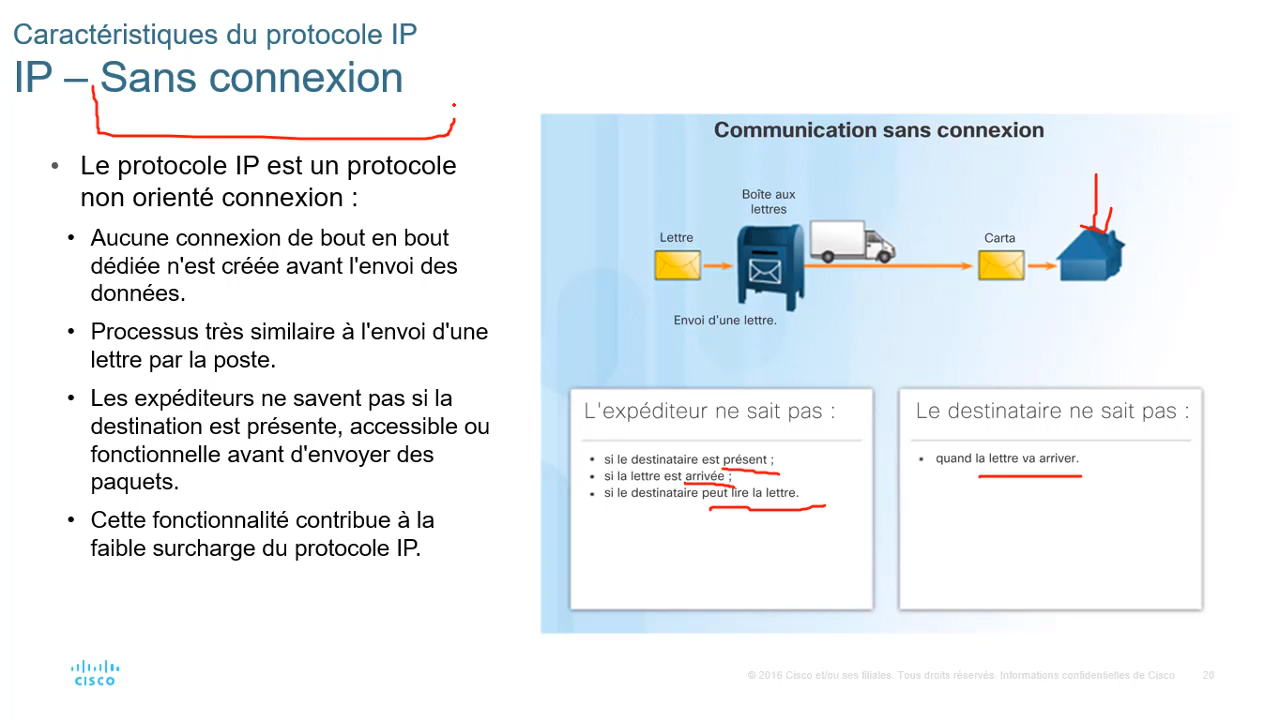 Caractéristiques du protocole IP
IP – Sans connexion
• Le protocole IP est un protocole
non orienté connexion :
• Aucune connexion de bout en bout
dédiée n'est créée avant l'envoi des
données.
• Processus très similaire à l'envoi d'une
lettre par la poste.
• Les expéditeurs ne savent pas si la
destination est présente, accessible ou
fonctionnelle avant d'envoyer des
paquets.
• Cette fonctionnalité contribue à la
faible surcharge du protocole IP.
Communication sans connexion
Boîte aux
lettres
Lettre
Carta
Envoi d'une lettre.
L'expéditeur ne sait pas :
• si le destinataire est présent ;
• si la lettre est arrivée ;
• si le destinataire peut lire la lettre.
Le destinataire ne sait pas :
• quand la lettre va arriver.
CISCO
© 2016 Cisco et/ou ses filiales. Tous droits réservés. Informations confidentielles de Cisco
20